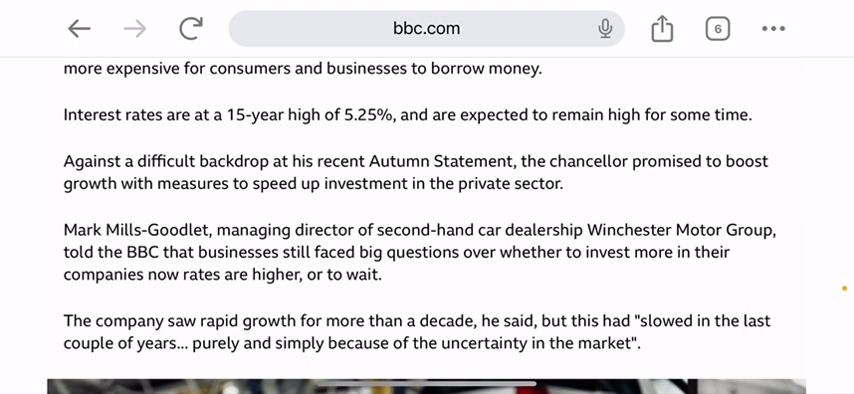 bbc.com
6
more expensive for consumers and businesses to borrow money.
Interest rates are at a 15-year high of 5.25%, and are expected to remain high for some time.
Against a difficult backdrop at his recent Autumn Statement, the chancellor promised to boost
growth with measures to speed up investment in the private sector.
Mark Mills-Goodlet, managing director of second-hand car dealership Winchester Motor Group,
told the BBC that businesses still faced big questions over whether to invest more in their
companies now rates are higher, or to wait.
The company saw rapid growth for more than a decade, he said, but this had "slowed in the last
couple of years... purely and simply because of the uncertainty in the market".